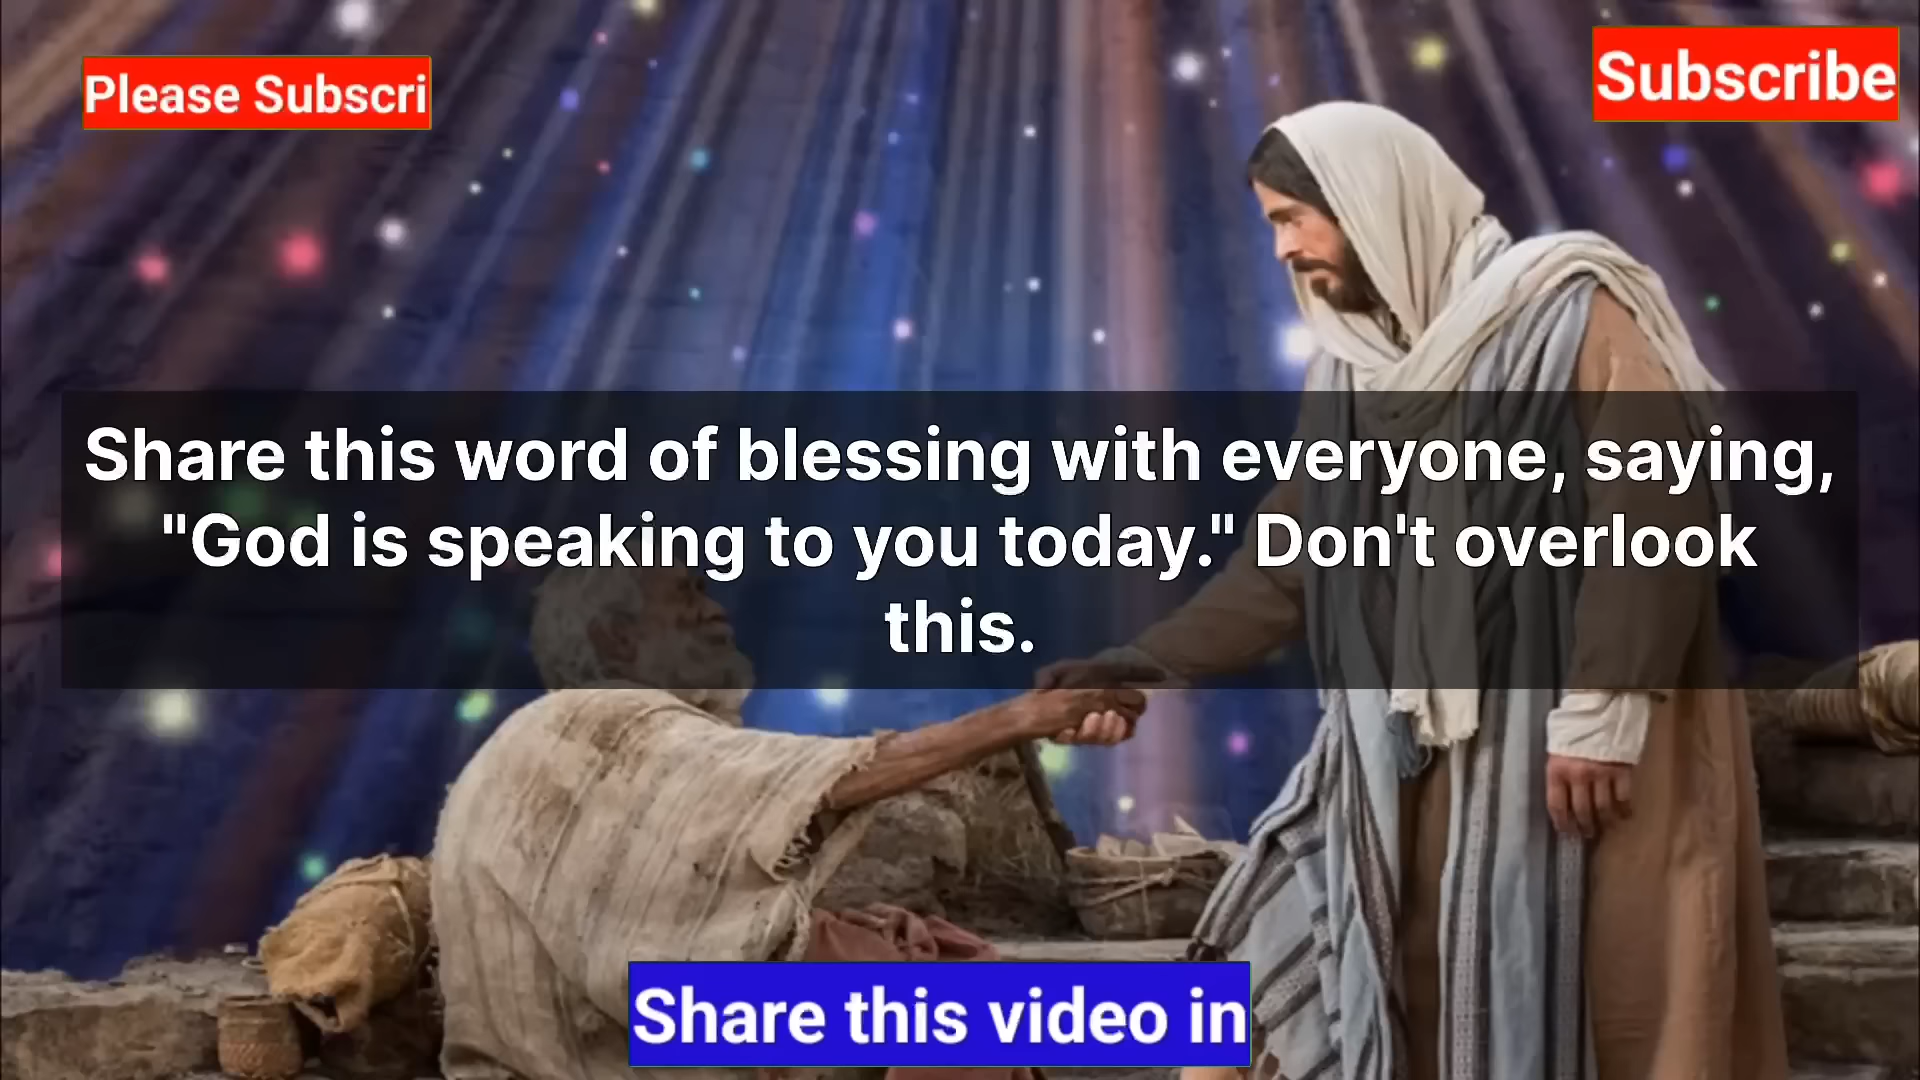 Please Subscri
Subscribe
Share this word of blessing with everyone, saying,
"God is speaking to you today." Don't overlook
this.
Share this video in